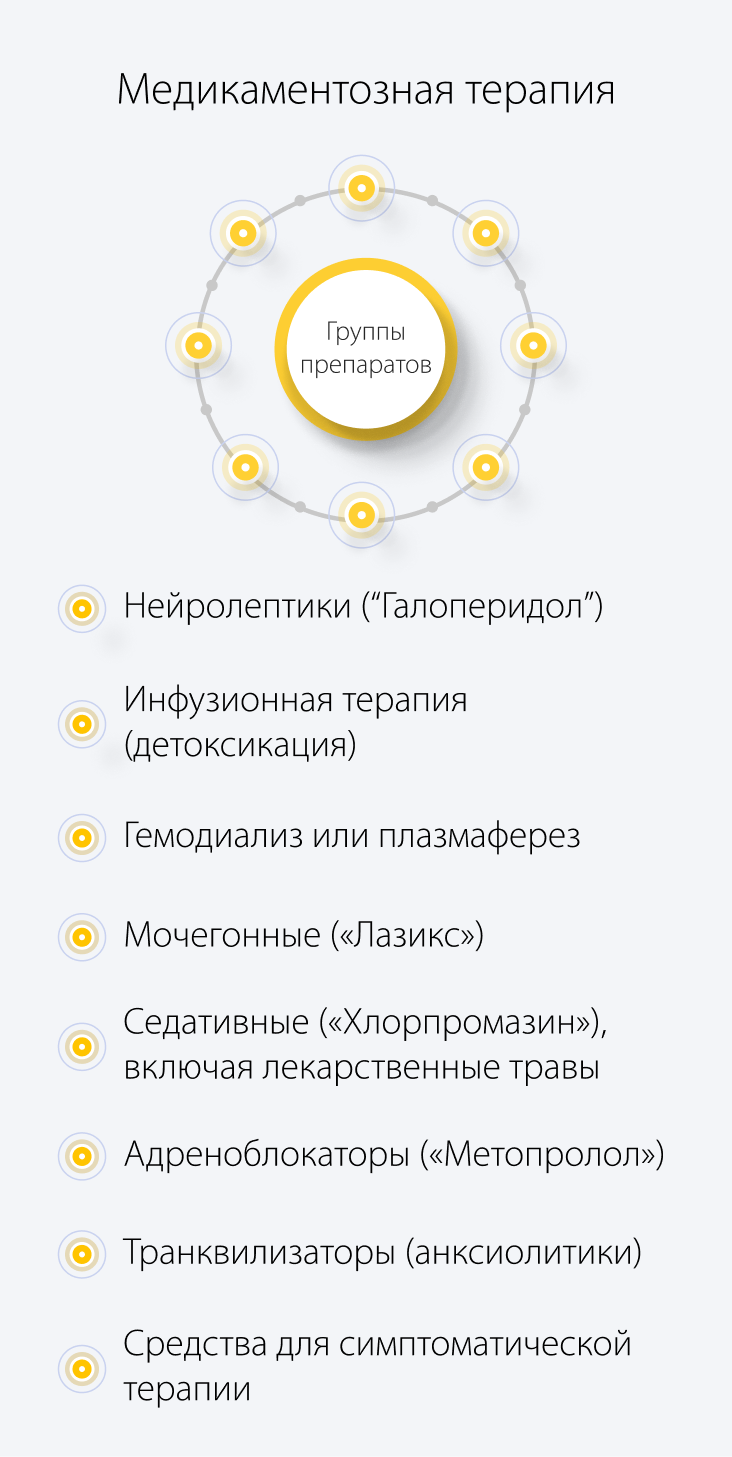 Медикаментозная терапия
Группы
препаратов
Нейролептики (“Галоперидол”)
Инфузионная терапия
(детоксикация)
Гемодиализ или плазмаферез
Мочегонные («Лазикс»)
Седативные («Хлорпромазин»),
включая лекарственные травы
Адреноблокаторы («Метопролол»)
Транквилизаторы (анксиолитики)
Средства для симптоматической
терапии